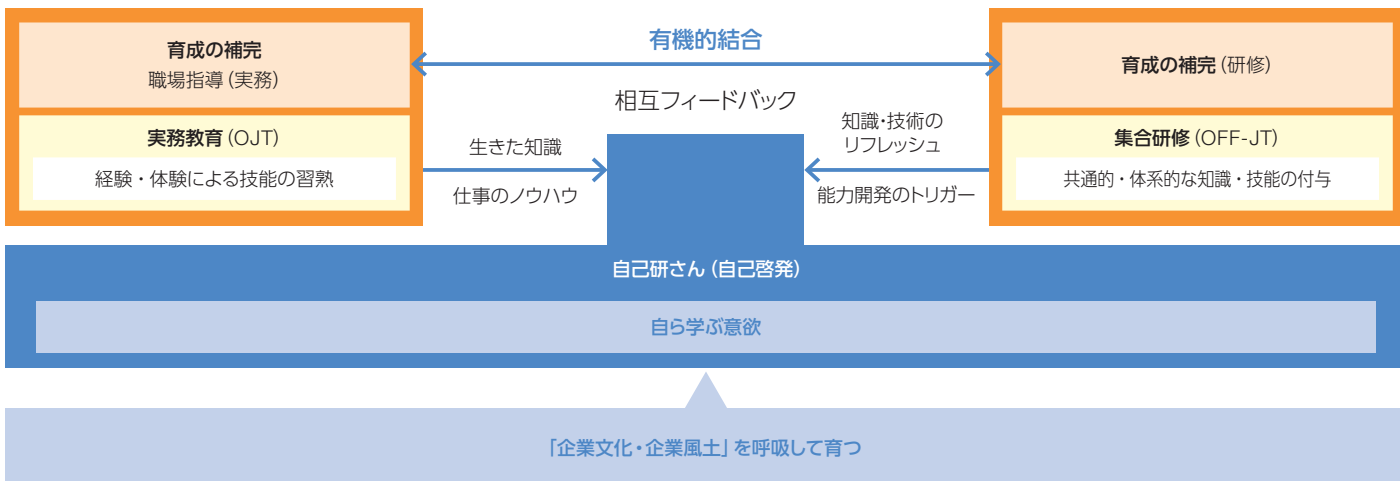 育成の補完
職場指導（実務）
実務教育（OJT）
経験・体験による技能の習熟
有機的結合
相互フィードバック
生きた知識
仕事のノウハウ
知識・技術の
リフレッシュ
能力開発のトリガー
育成の補完（研修）
集合研修（OFF-JT）
共通的・体系的な知識・技能の付与
自己研さん（自己啓発）
自ら学ぶ意欲
「企業文化・企業風土」を呼吸して育つ